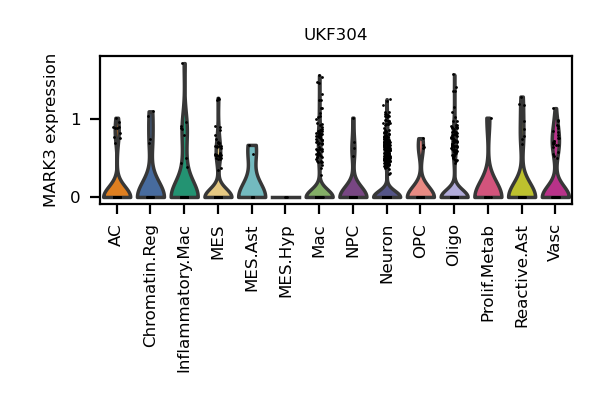 UKF304
MARK3 expression
1
0
AC
Chromatin.Reg
Inflammatory.Mac
MES
MES.Ast
MES.Hyp
Mac
NPC
Neuron
OPC
Oligo
Prolif.Metab
Reactive.Ast
Vasc